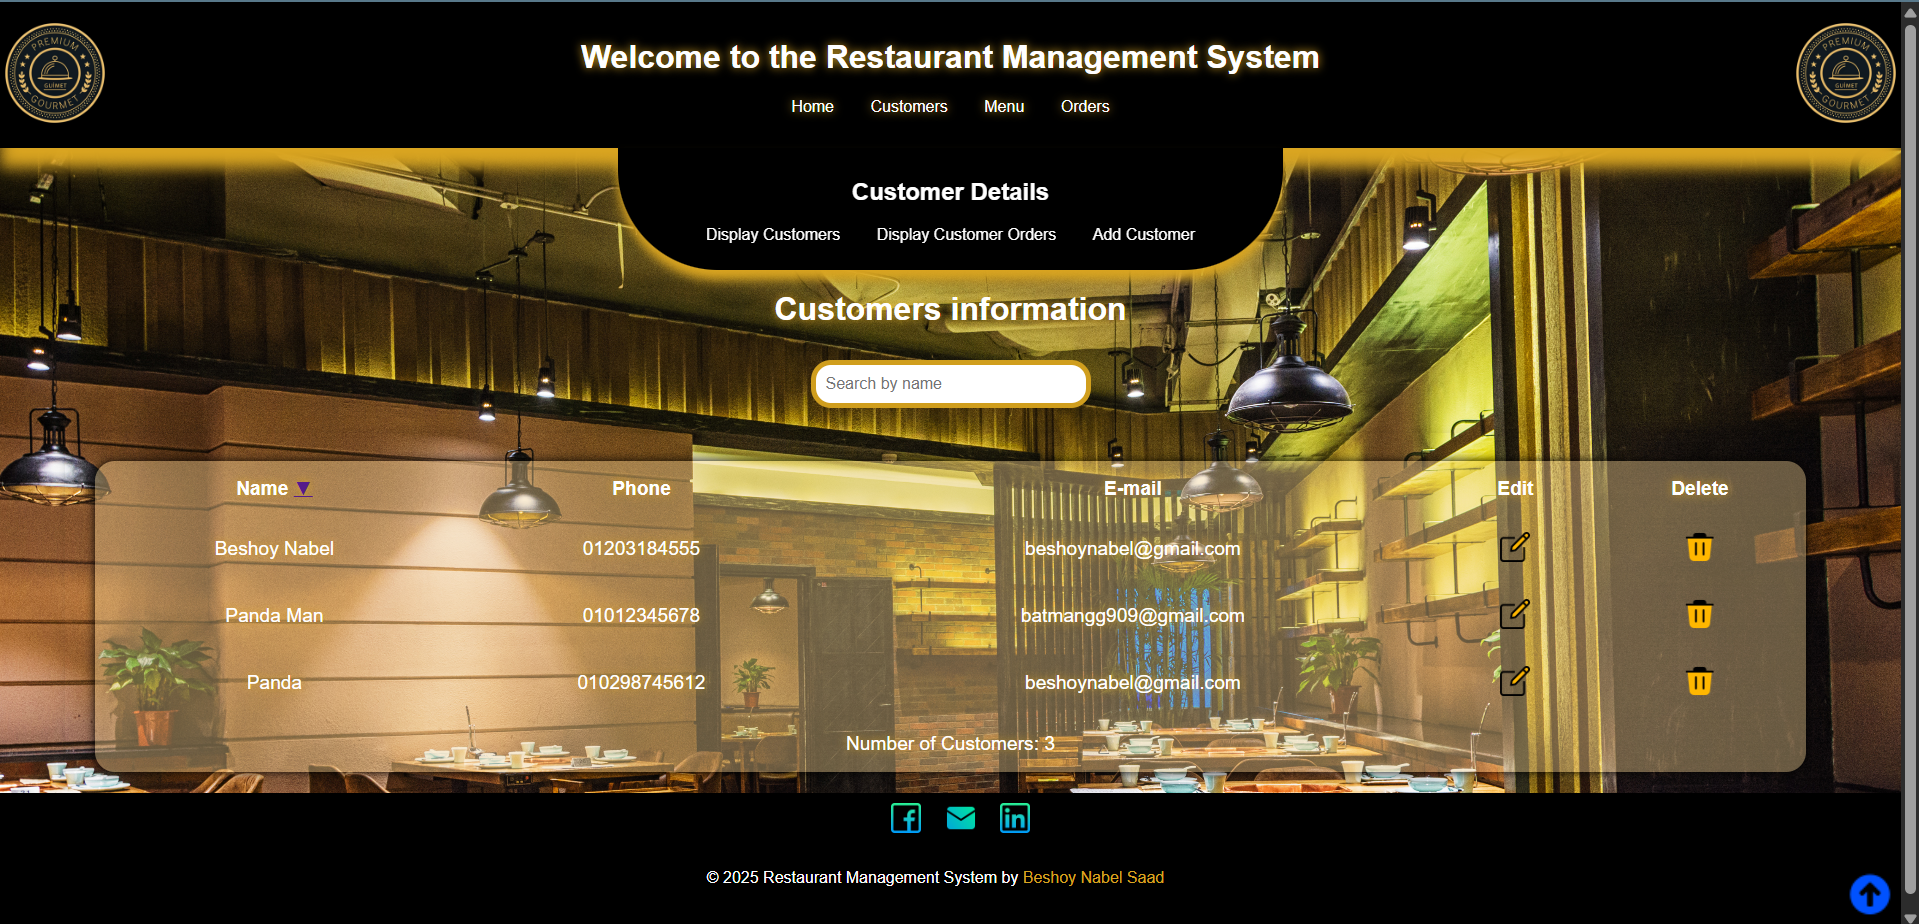 PREMIUM
GUIMET
GOURMET
Welcome to the Restaurant Management System
PREMIUM
GUIMET
GOURMET
Home Customers Menu Orders
Customer Details
Display Customers Display Customer Orders Add Customer
Customers information
Search by name
Name ▼ Phone E-mail Edit Delete
Beshoy Nabel 01203184555 beshoynabel@gmail.com
Panda Man 01012345678 batmangg909@gmail.com
Panda 010298745612 beshoynabel@gmail.com
Number of Customers: 3
© 2025 Restaurant Management System by Beshoy Nabel Saad